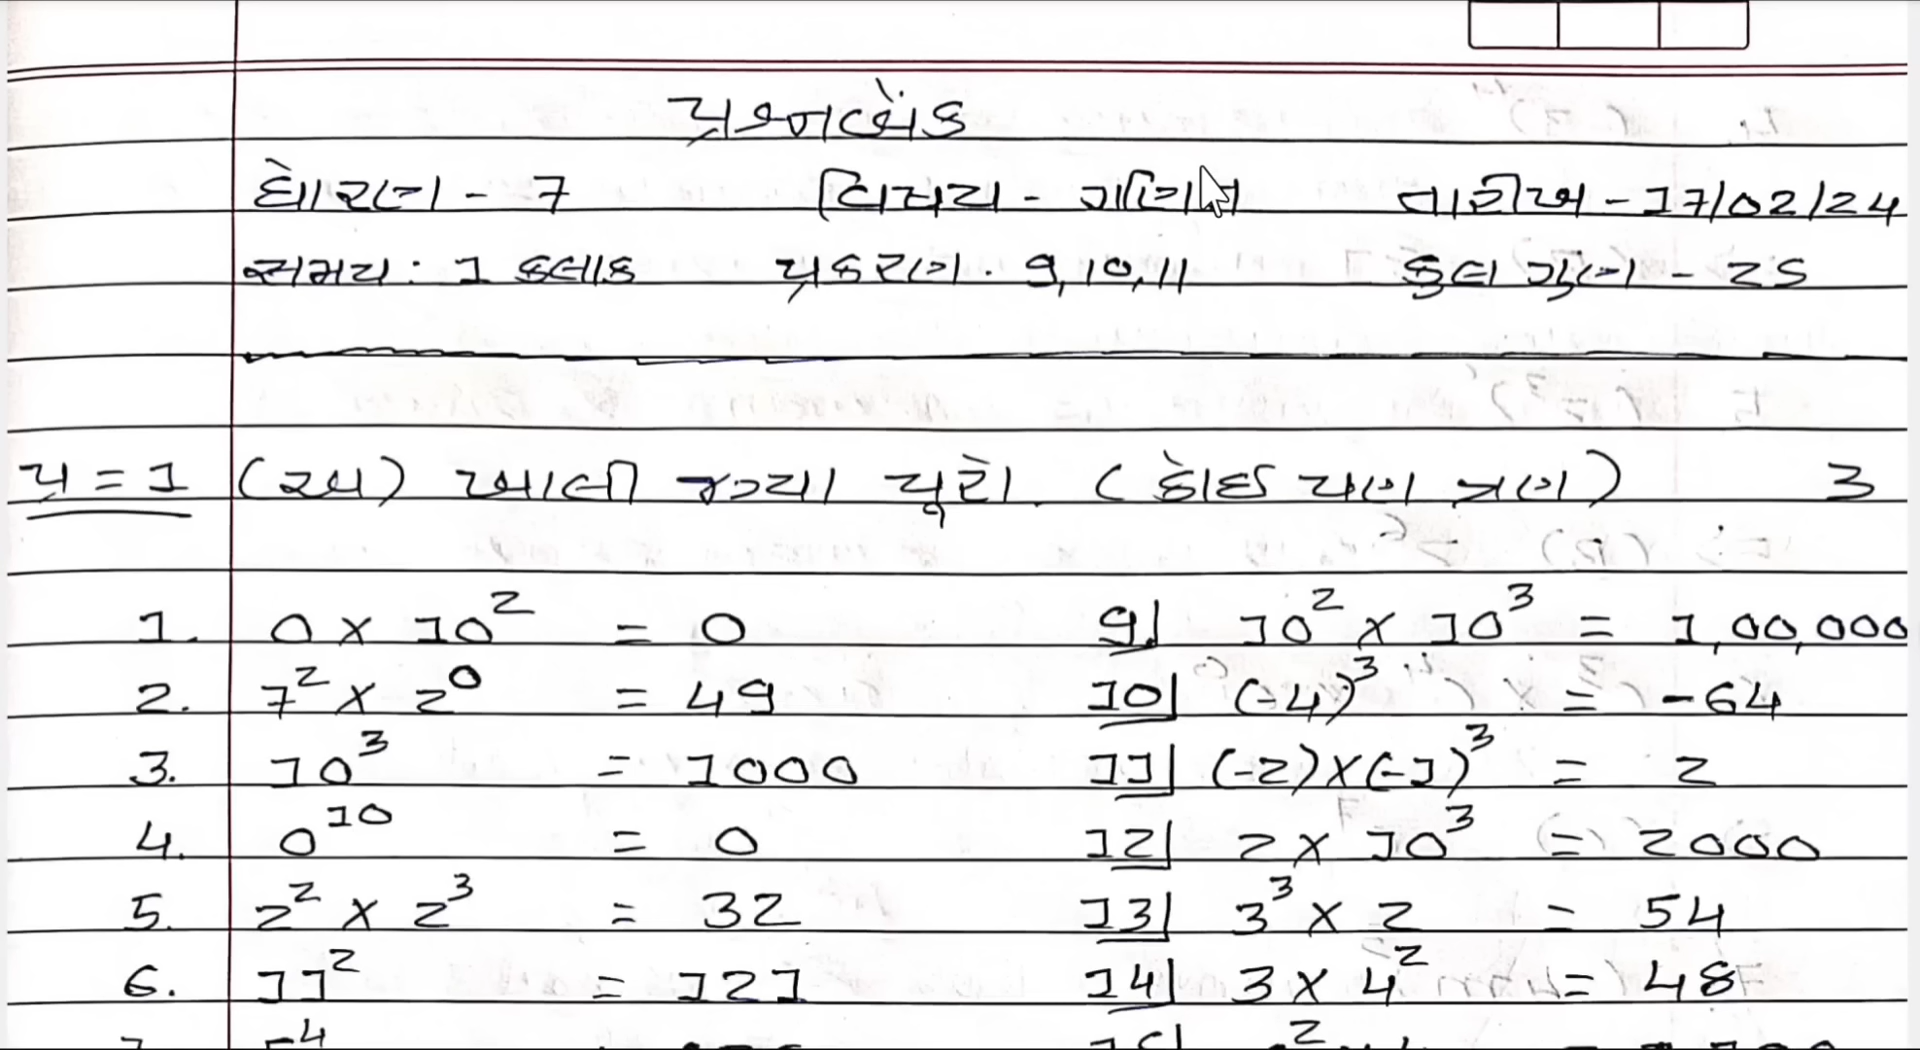 પ્રશ્નબેંક
ધોરણ - 7 વિષય - ગણિત તારીખ - 17/02/24
સમય : 1 કલાક પ્રકરણ. 9,10,11 કુલ ગુણ - 25
પ્ર = 1 (અ) ખાલી જગ્યા પૂરો. (કોઇ પણ ત્રણ) 3
1. 0 × 10² = 0
2. 7² × 2⁰ = 49
3. 10³ = 1000
4. 0¹⁰ = 0
5. 2² × 2³ = 32
6. 11² = 121
9] 10² × 10³ = 1,00,000
10] (-4)³ = -64
11] (-2)×(-1)³ = 2
12] 2 × 10³ = 2000
13] 3³ × 2 = 54
14] 3 × 4² = 48